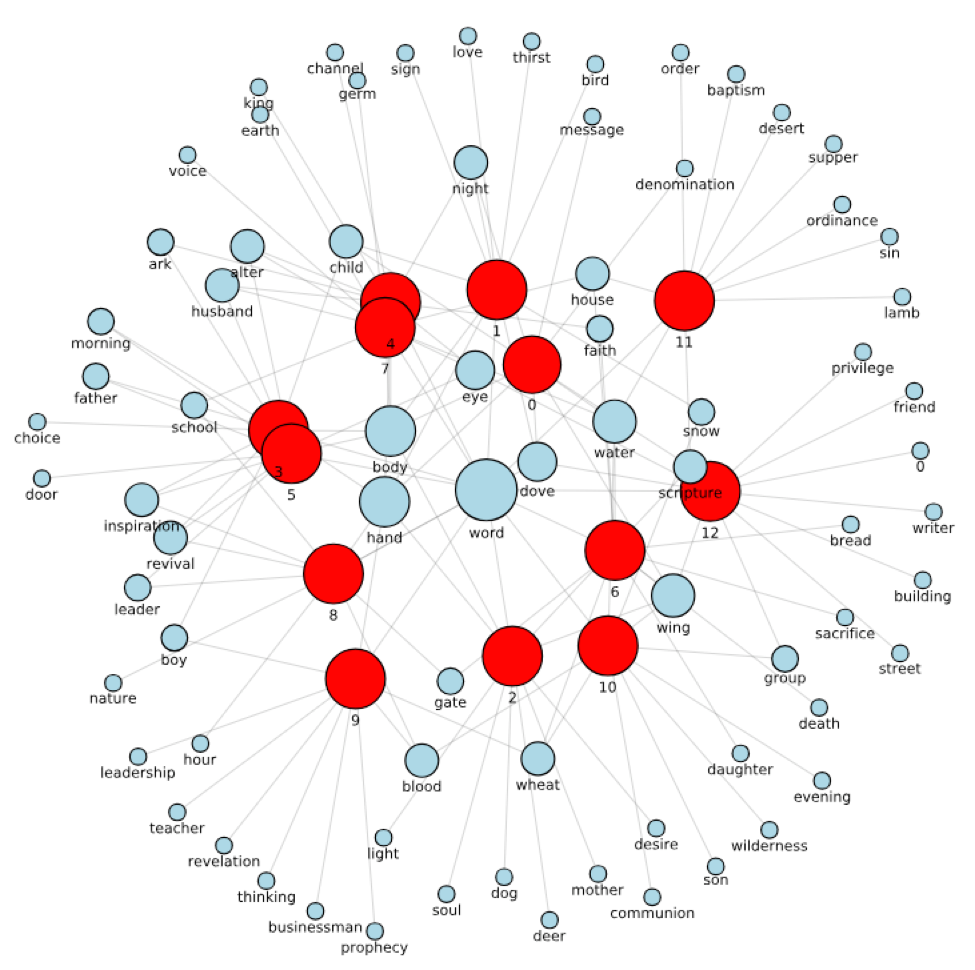 love
thirst
channel
sign
order
bird
germ
baptism
king
earth
message
desert
supper
voice
denomination
night
ordinance
sin
ark
alter
child
house
lamb
husband
1
morning
4
11
faith
7
privilege
father
eye
0
friend
school
snow
choice
body
dove
water
0
3
door
5
scripture
inspiration
hand
word
12
writer
revival
bread
leader
8
6
building
wing
sacrifice
boy
street
nature
gate
2
10
group
9
death
hour
leadership
blood
wheat
daughter
evening
teacher
revelation
light
desire
wilderness
thinking
soul
dog
mother
son
communion
businessman
deer
prophecy